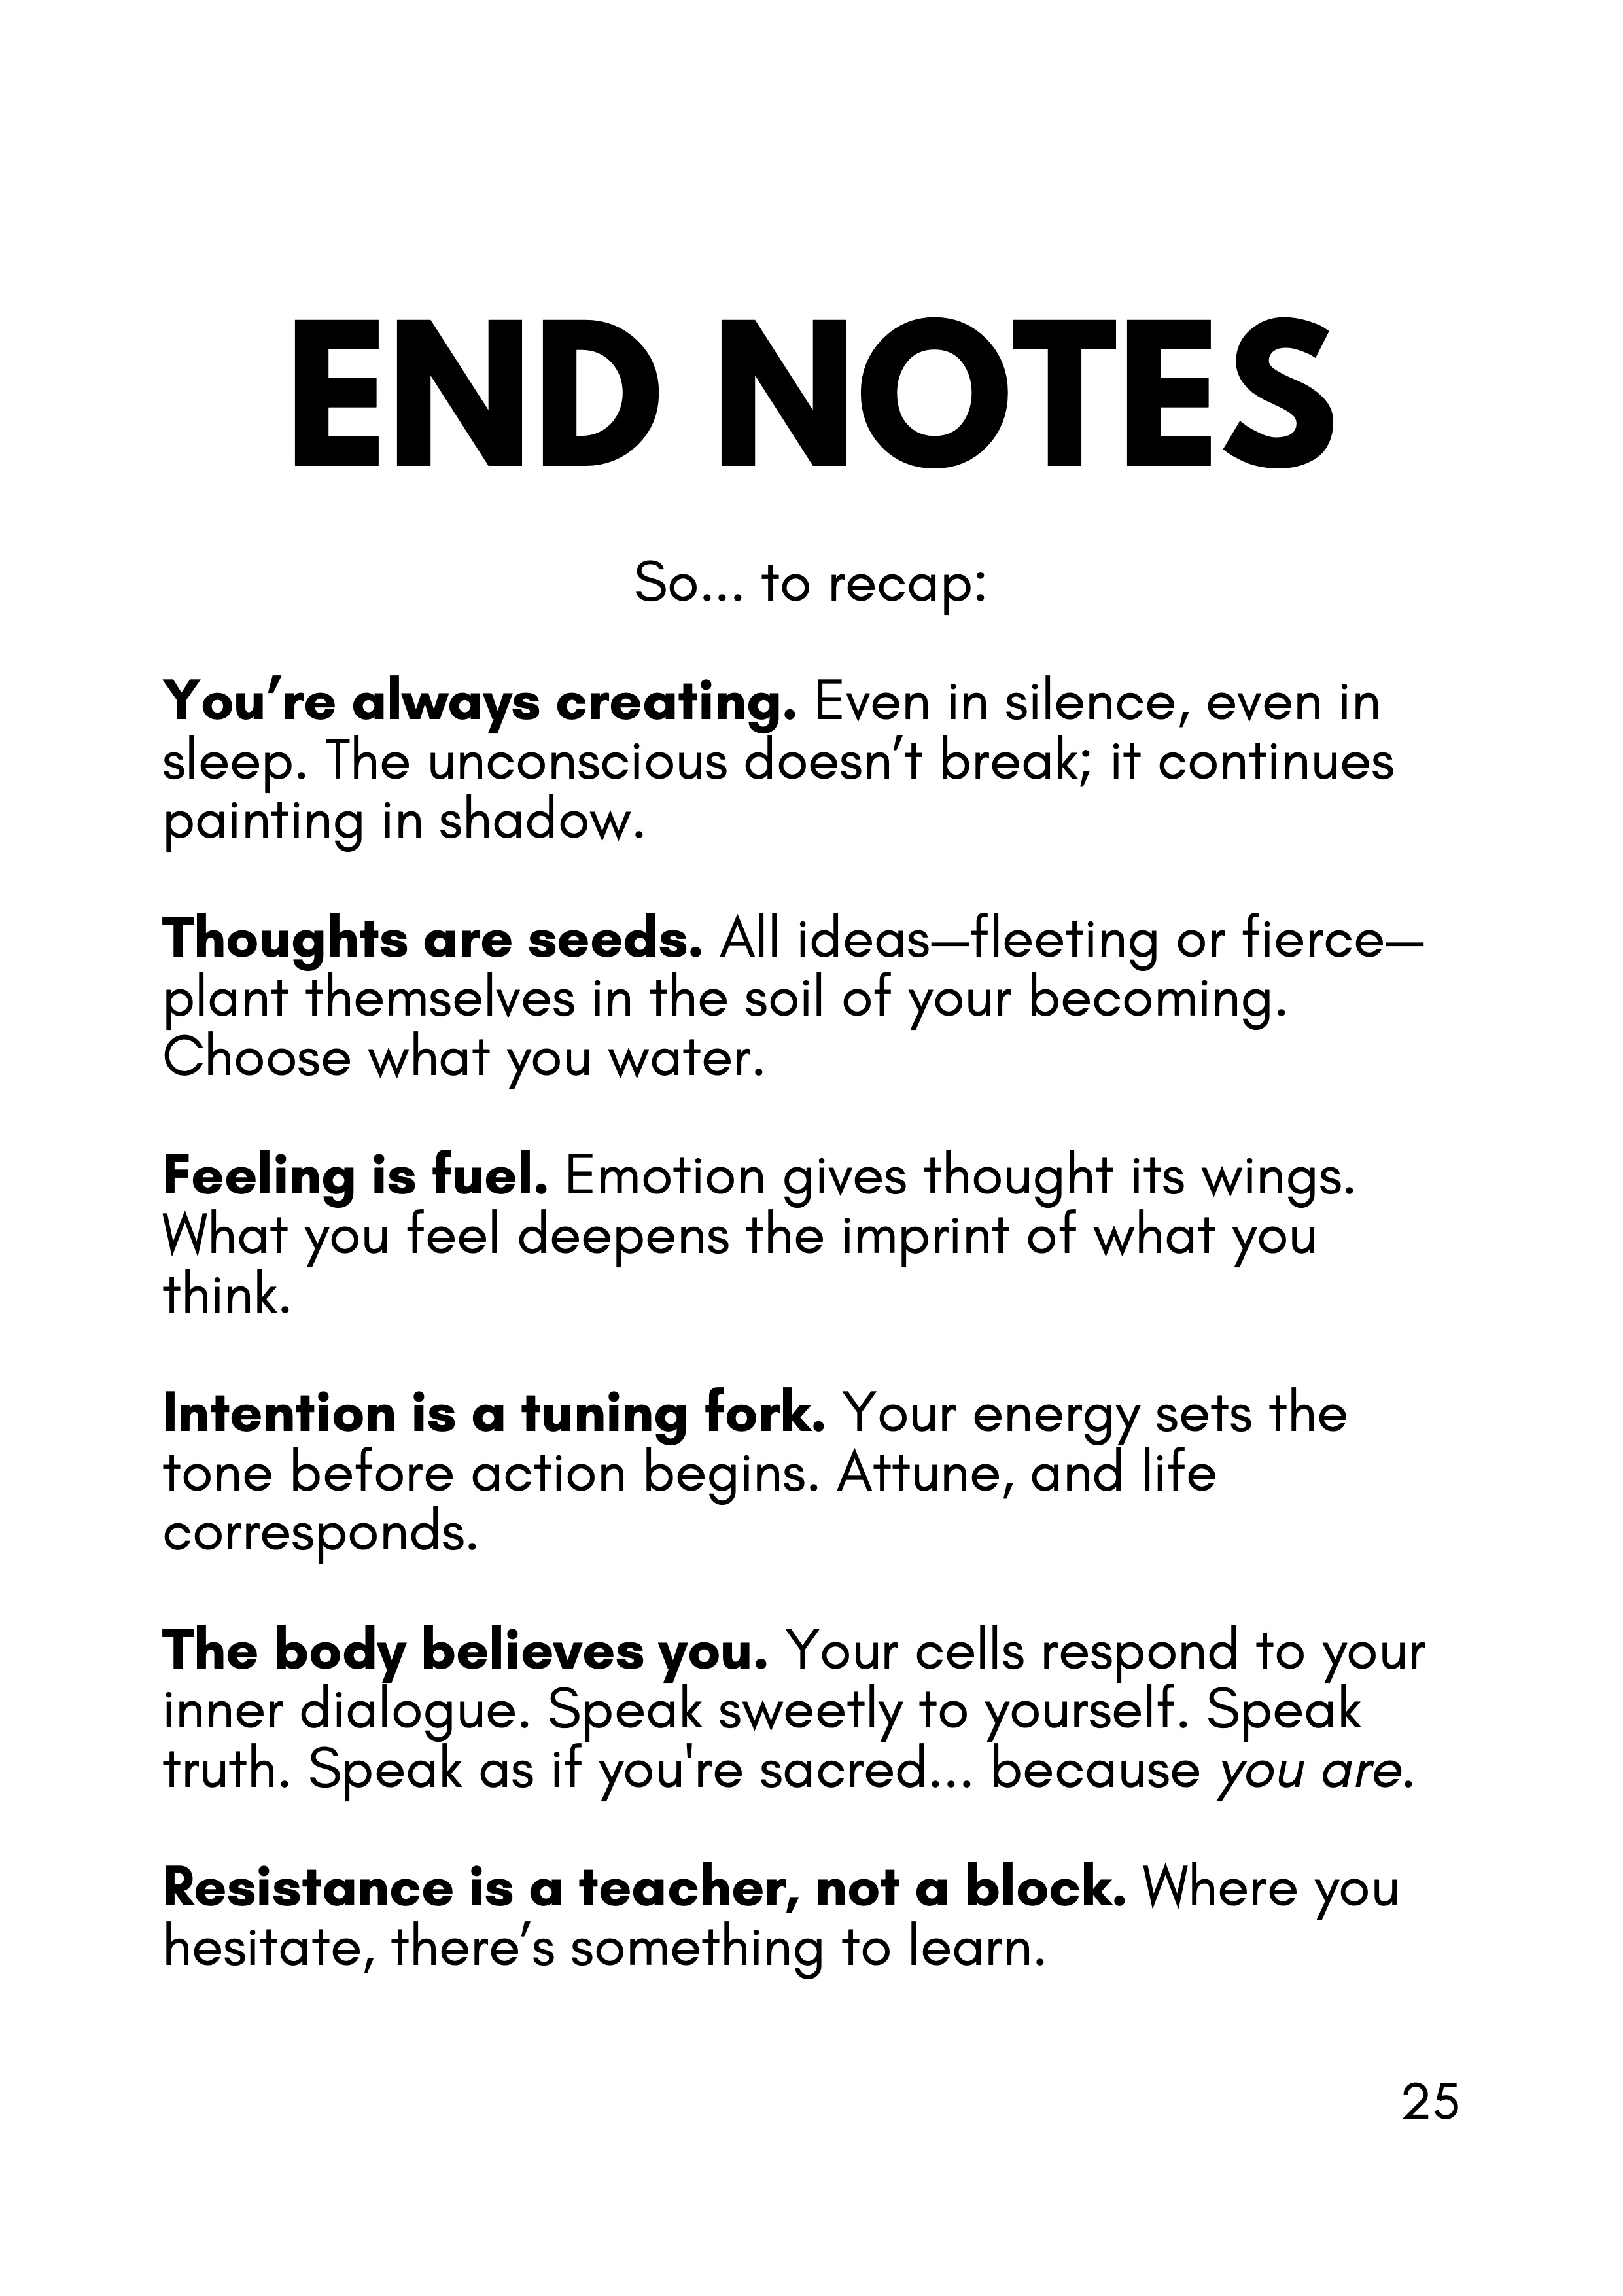 END NOTES
So... to recap:
You’re always creating. Even in silence, even in
sleep. The unconscious doesn’t break; it continues
painting in shadow.
Thoughts are seeds. All ideas—fleeting or fierce—
plant themselves in the soil of your becoming.
Choose what you water.
Feeling is fuel. Emotion gives thought its wings.
What you feel deepens the imprint of what you
think.
Intention is a tuning fork. Your energy sets the
tone before action begins. Attune, and life
corresponds.
The body believes you. Your cells respond to your
inner dialogue. Speak sweetly to yourself. Speak
truth. Speak as if you're sacred... because you are.
Resistance is a teacher, not a block. Where you
hesitate, there’s something to learn.
25